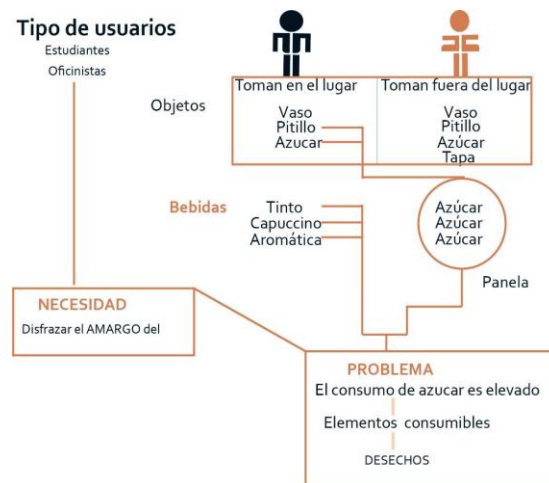 Tipo de usuarios
Estudiantes
Oficinistas
Objetos
Toman en el lugar
Vaso
Pitillo
Azucar
Toman fuera del lugar
Vaso
Pitillo
Azúcar
Tapa
Bebidas
Tinto
Capuccino
Aromática
Azúcar
Azúcar
Azúcar
Panela
NECESIDAD
Disfrazar el AMARGO del
PROBLEMA
El consumo de azucar es elevado
Elementos consumibles
DESECHOS